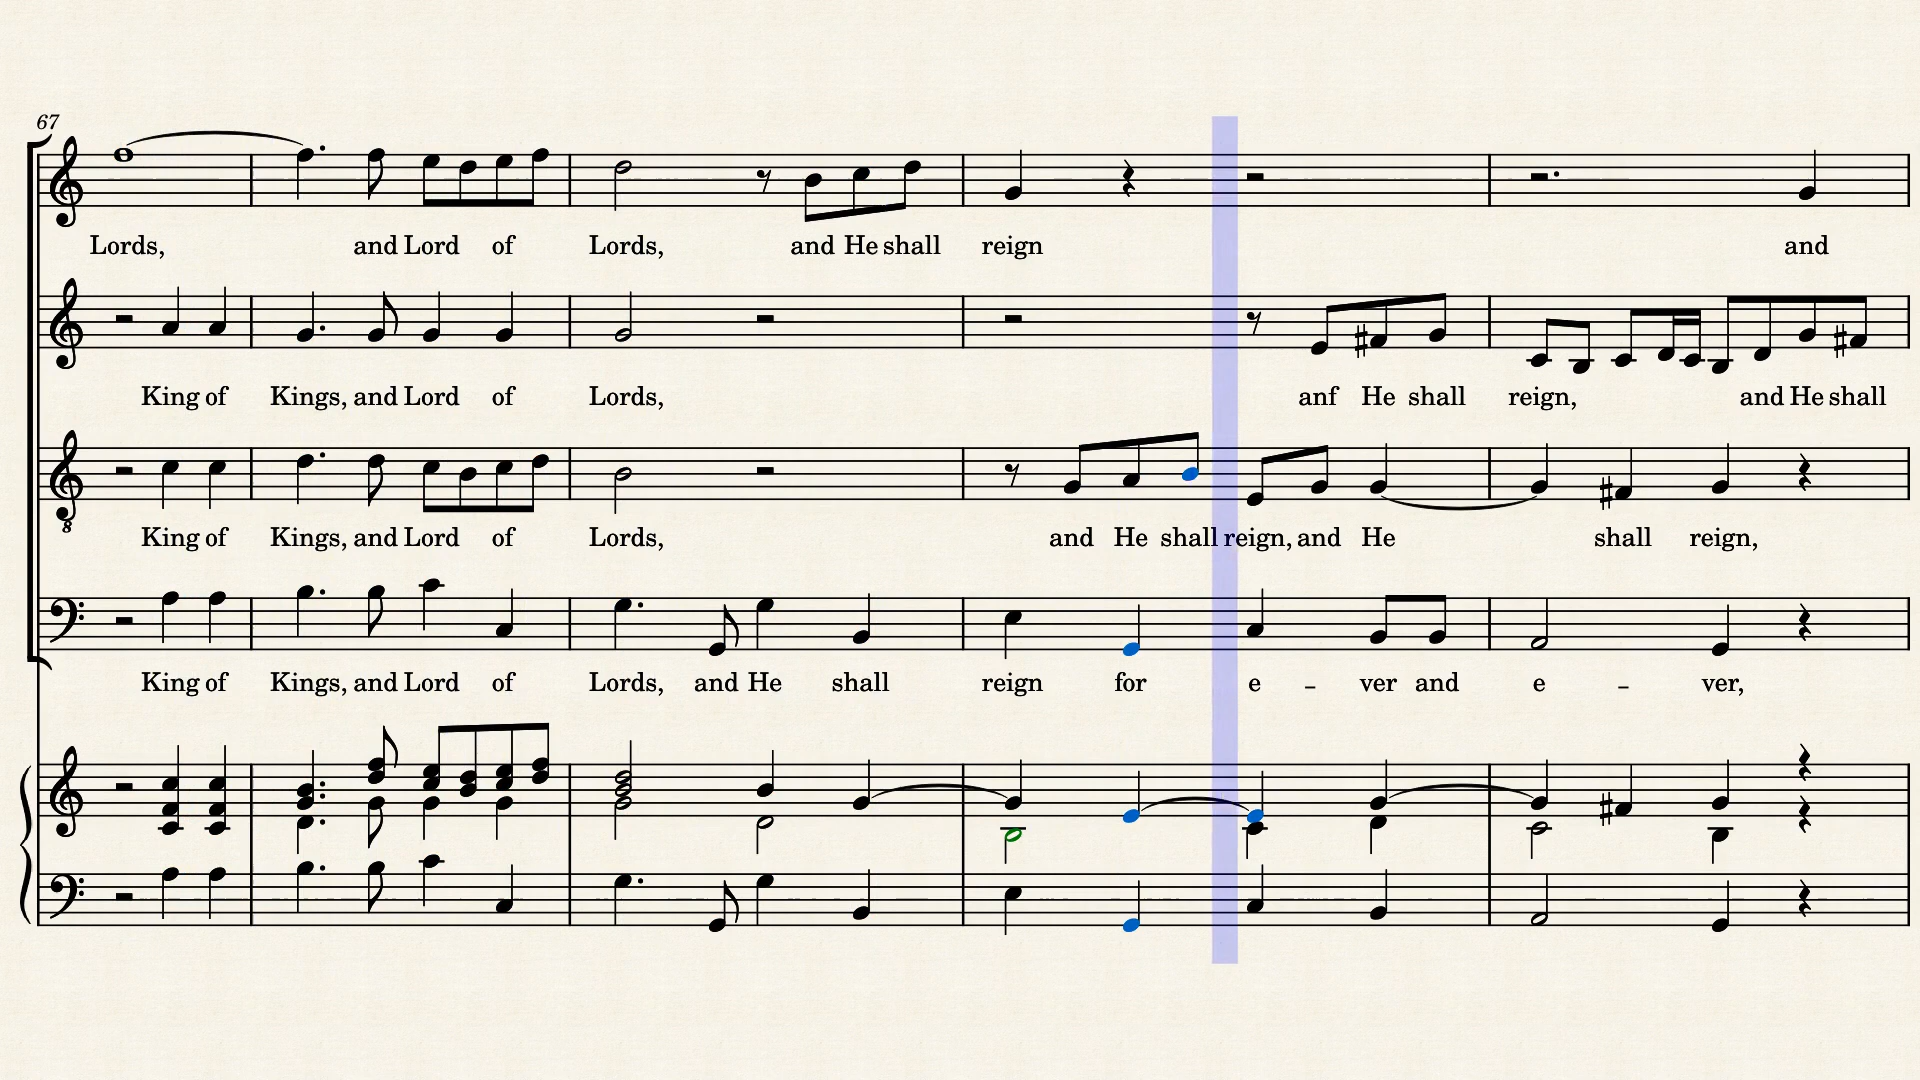 67
Lords, and Lord of Lords, and He shall reign and
King of Kings, and Lord of Lords, anf He shall reign, and He shall
8
King of Kings, and Lord of Lords, and He shall reign, and He shall reign,
King of Kings, and Lord of Lords, and He shall reign for e - ver and e - ver,